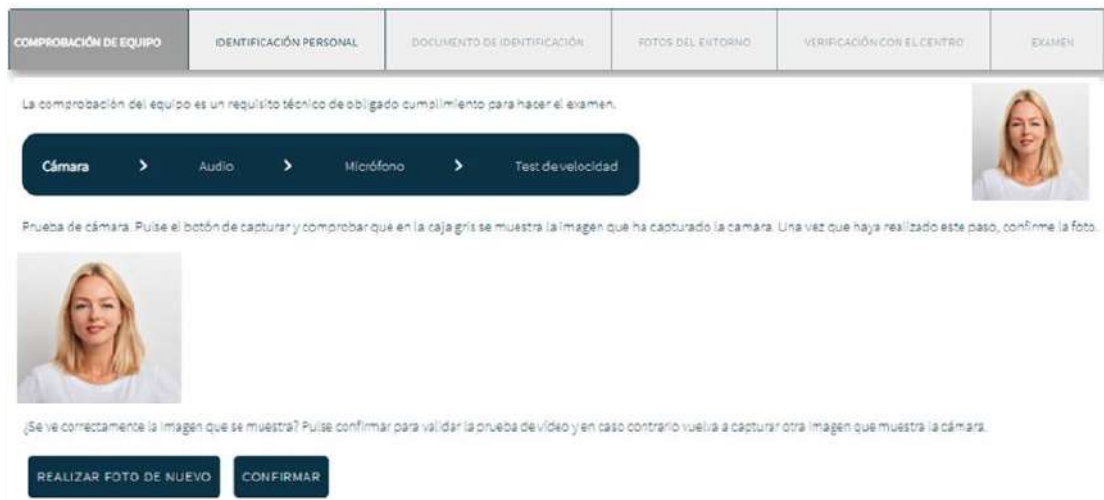 COMPROBACIÓN DE EQUIPO
IDENTIFICACIÓN PERSONAL
DOCUMENTO DE IDENTIFICACIÓN
FOTOS DEL ENTORNO
VERIFICACIÓN CON EL CENTRO
EXAMEN
La comprobación del equipo es un requisito técnico de obligado cumplimiento para hacer el examen.
Cámara > Audio > Micrófono > Test de velocidad
Prueba de cámara. Pulse el botón de capturar y comprobar que en la caja gris se muestra la imagen que ha capturado la camara. Una vez que haya realizado este paso, confirme la foto.
¿Se ve correctamente la imagen que se muestra? Pulse confirmar para validar la prueba de vídeo y en caso contrario vuelva a capturar otra imagen que muestra la cámara.
REALIZAR FOTO DE NUEVO
CONFIRMAR